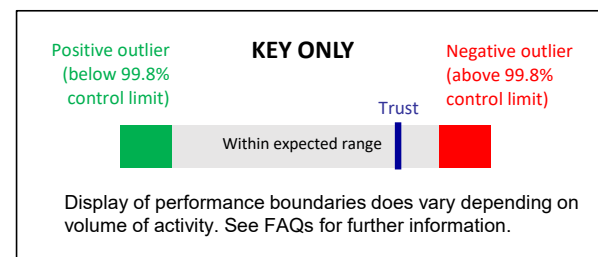 KEY ONLY
Positive outlier
(below 99.8%
control limit)
Negative outlier
(above 99.8%
control limit)
Trust
Within expected range
Display of performance boundaries does vary depending on
volume of activity. See FAQs for further information.